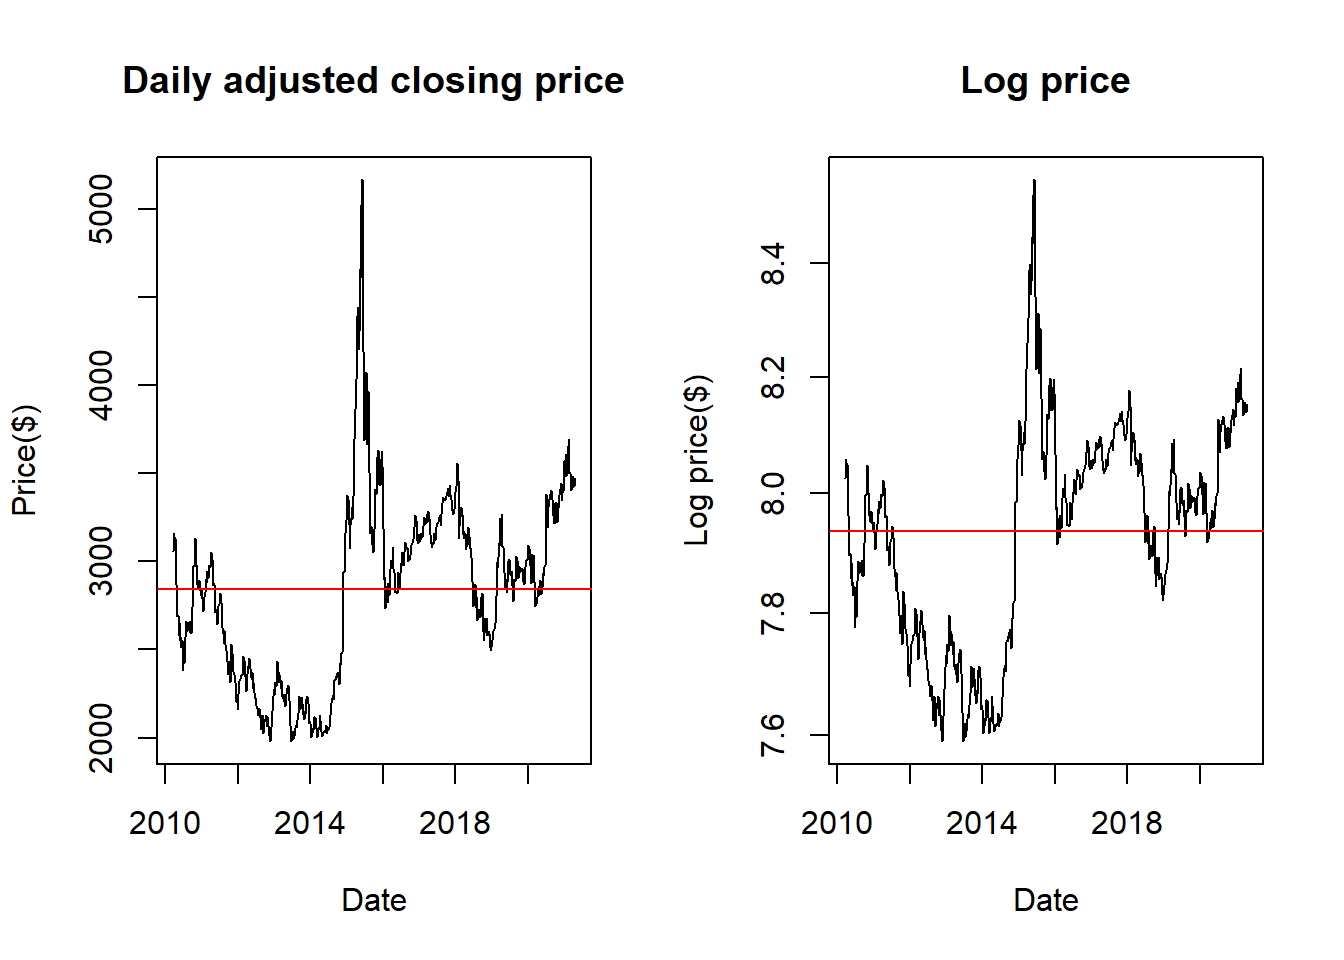 Daily adjusted closing price
Price($)
5000
4000
3000
2000
2010
2014
2018
Date
Log price
Log price($)
8.4
8.2
8.0
7.8
7.6
2010
2014
2018
Date